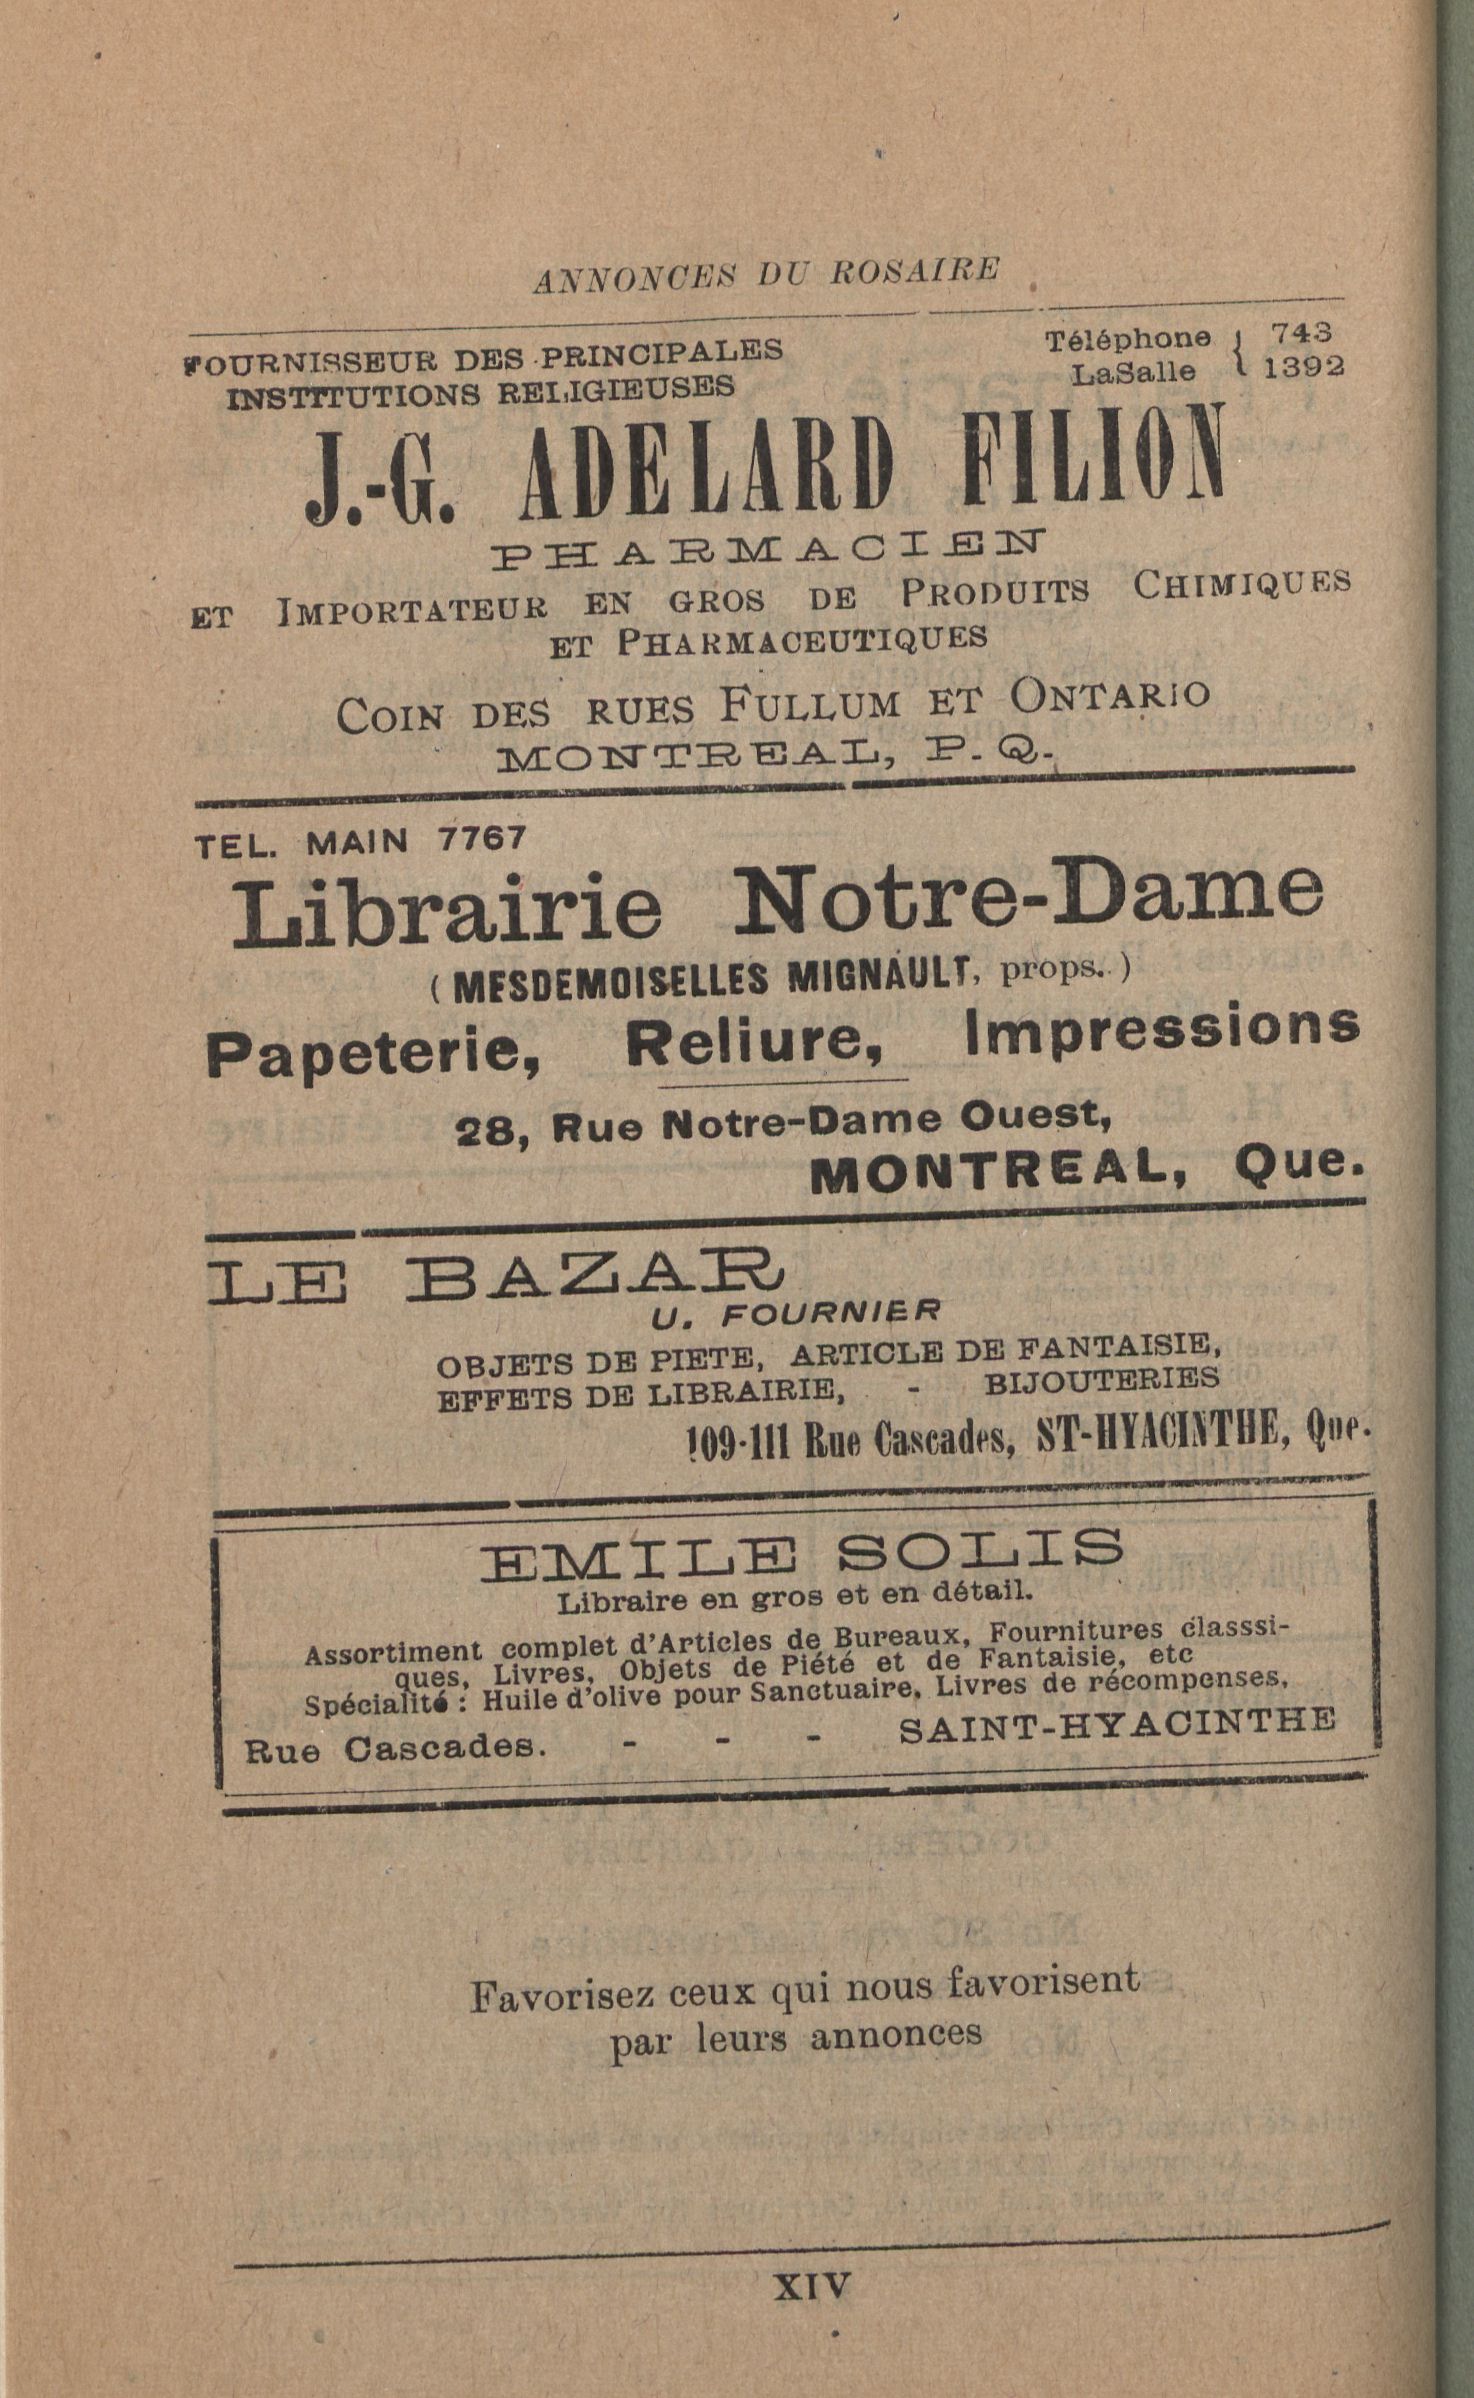 ANNONCES DU ROSAIRE
FOURNISSEUR DES PRINCIPALES
INSTITUTIONS RELIGIEUSES
Téléphone LaSalle { 743
1392
J.-G. ADELARD FILION
PHARMACIEN
ET IMPORTATEUR EN GROS DE PRODUITS CHIMIQUES
ET PHARMACEUTIQUES
COIN DES RUES FULLUM ET ONTARIO
MONTREAL, P. Q.
TEL. MAIN 7767
Librairie Notre-Dame
(MESDEMOISELLES MIGNAULT, props.)
Papeterie, Reliure, Impressions
28, Rue Notre-Dame Ouest,
MONTREAL, Que.
LE BAZAR
U. FOURNIER
OBJETS DE PIETE, ARTICLE DE FANTAISIE,
EFFETS DE LIBRAIRIE, - BIJOUTERIES
109-111 Rue Cascades, ST-HYACINTHE, Que.
EMILE SOLIS
Libraire en gros et en détail.
Assortiment complet d'Articles de Bureaux, Fournitures classsi-
ques, Livres, Objets de Piété et de Fantaisie, etc
Spécialité : Huile d'olive pour Sanctuaire, Livres de récompenses,
Rue Cascades. - - - SAINT-HYACINTHE
Favorisez ceux qui nous favorisent
par leurs annonces
XIV